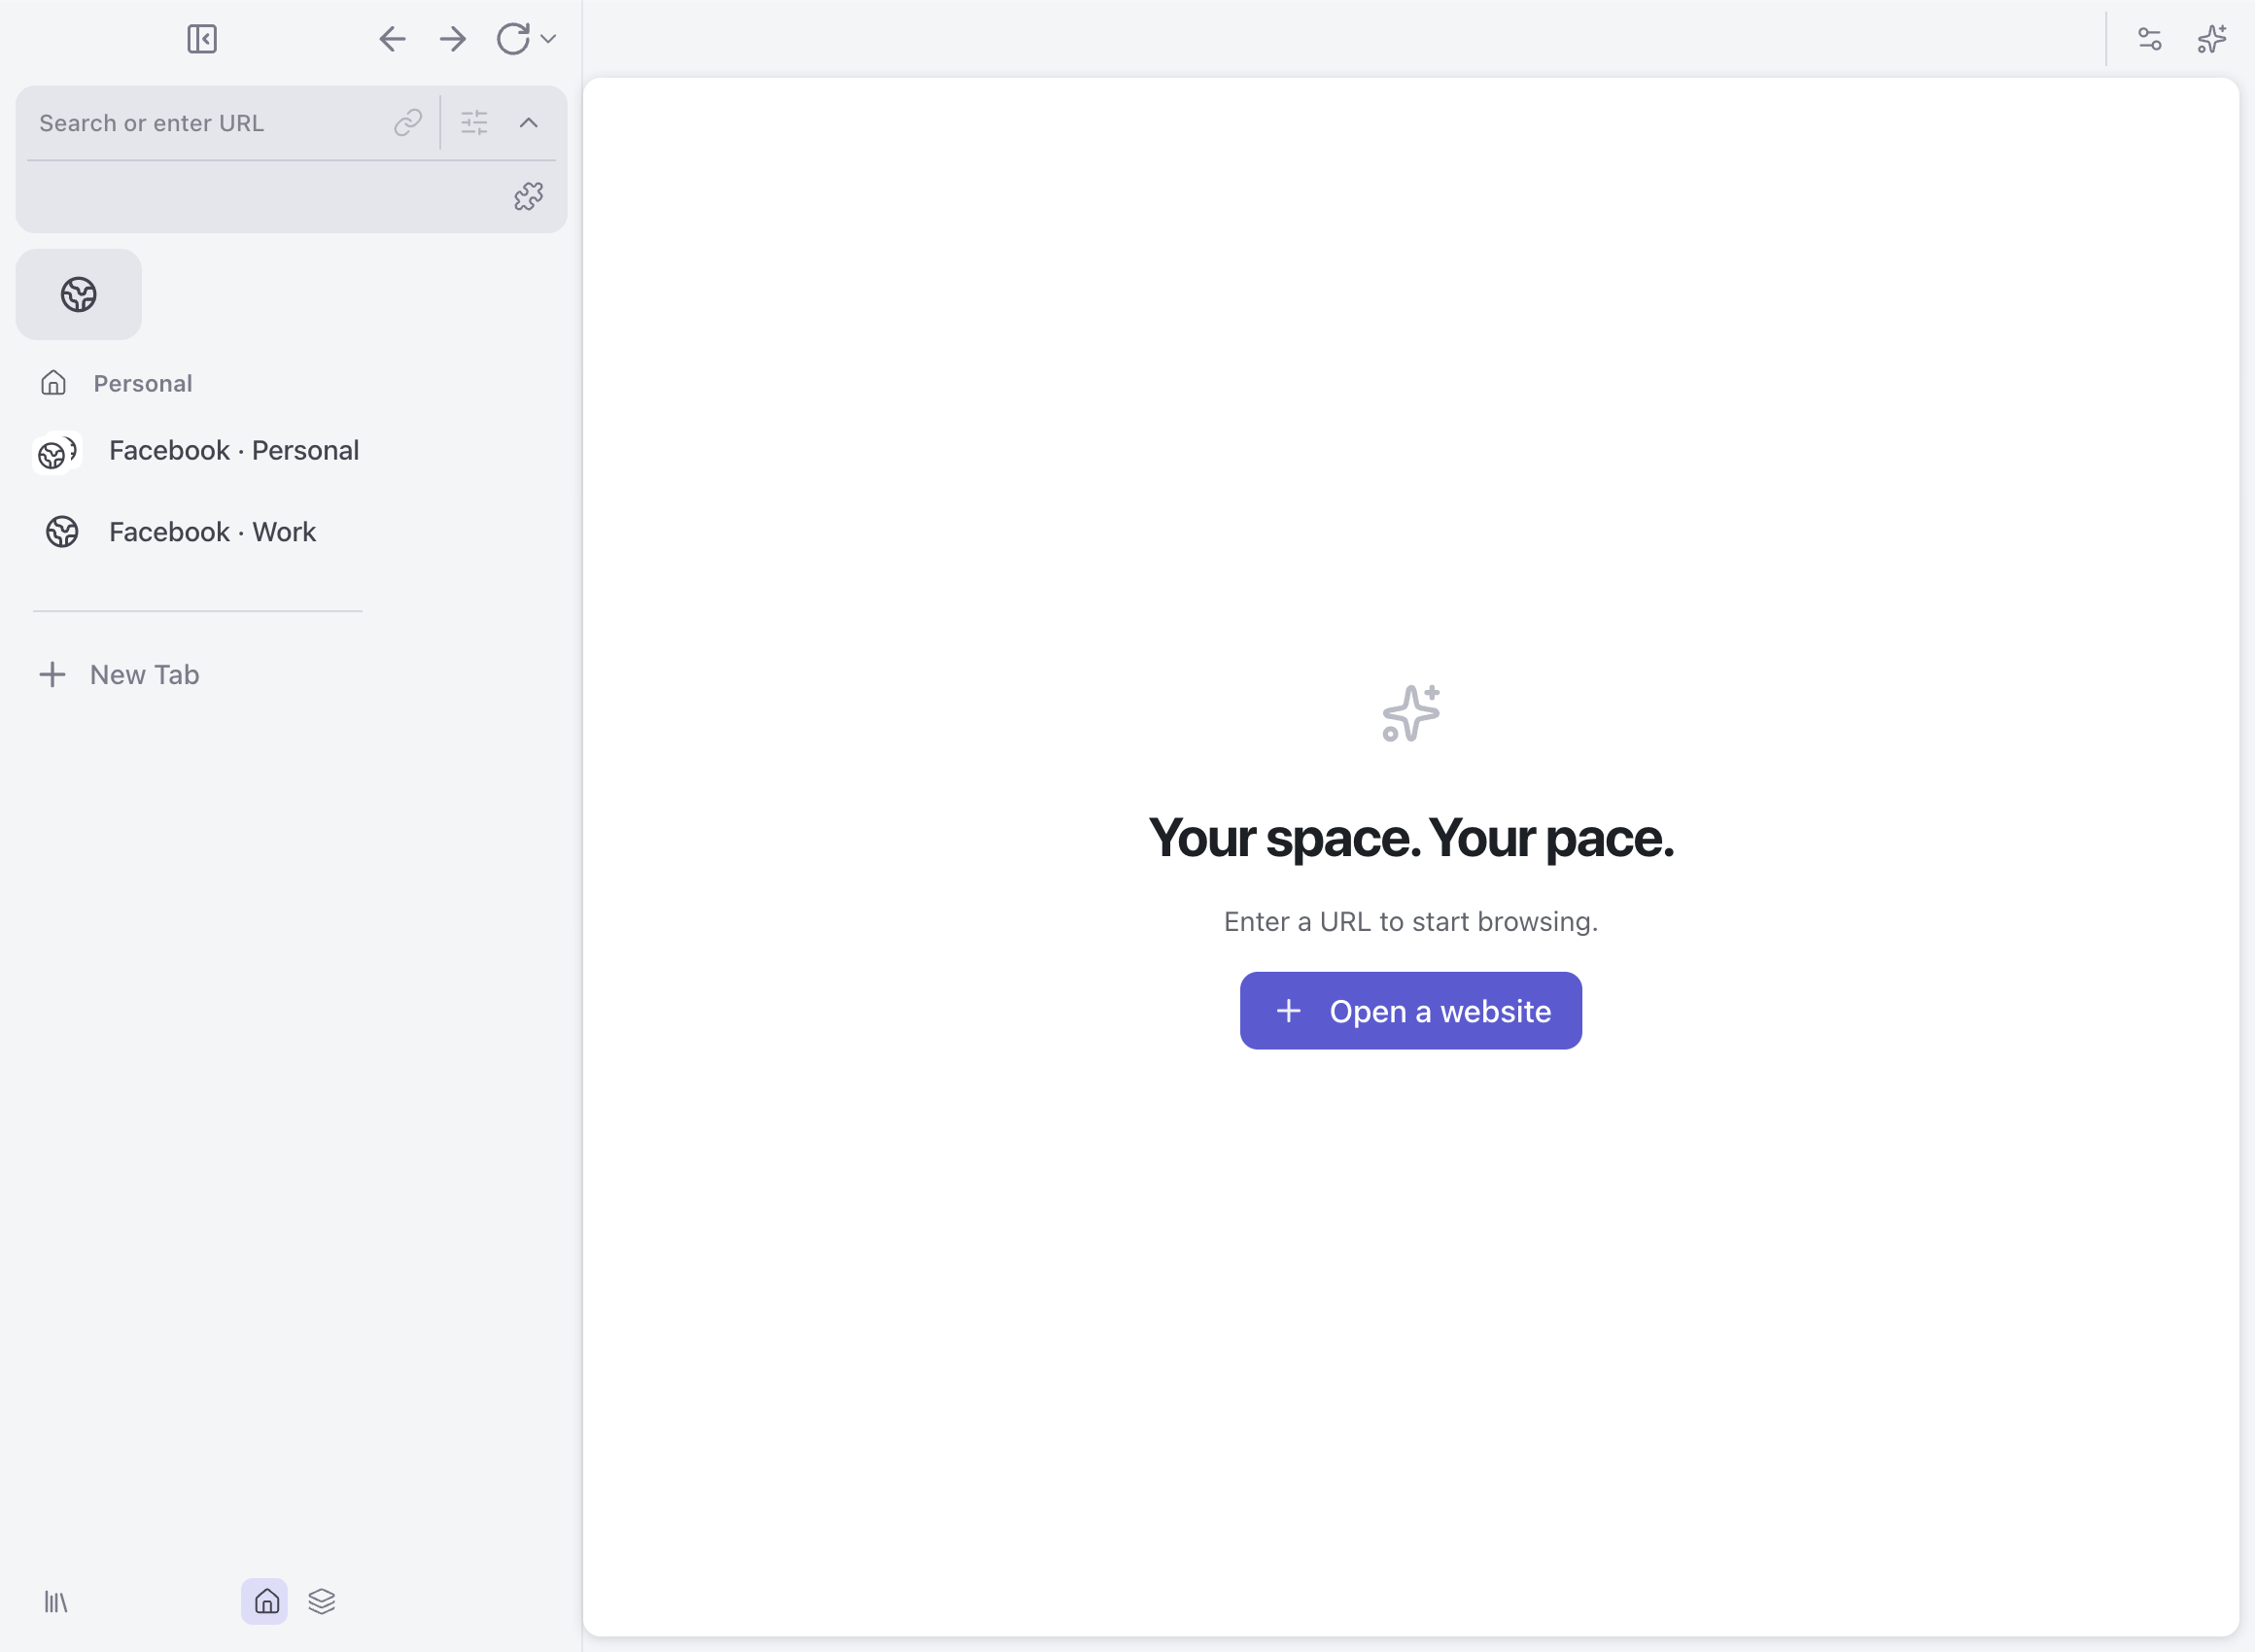 Search or enter URL
Personal
Facebook · Personal
Facebook · Work
New Tab
Your space. Your pace.
Enter a URL to start browsing.
Open a website